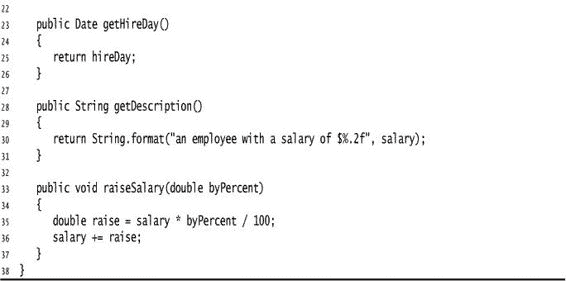 22
23 public Date getHireDay()
24 {
25 return hireDay;
26 }
27
28 public String getDescription()
29 {
30 return String.format("an employee with a salary of $%.2f", salary);
31 }
32
33 public void raiseSalary(double byPercent)
34 {
35 double raise = salary * byPercent / 100;
36 salary += raise;
37 }
38 }